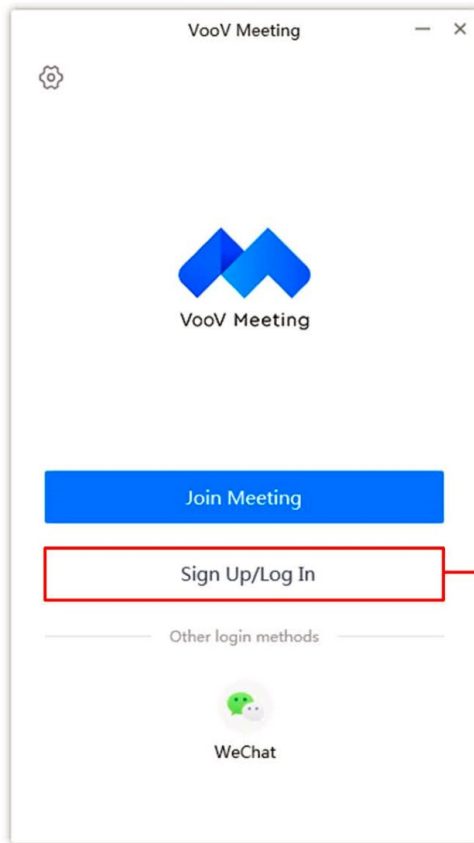 VooV Meeting
VooV Meeting
Join Meeting
Sign Up/Log In
Other login methods
WeChat